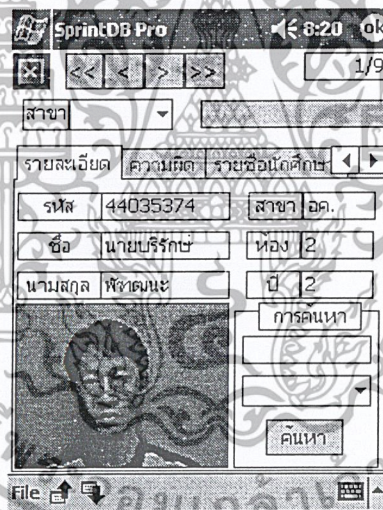 SprintDB Pro 8:20 ok
<< < > >> 1/9
สาขา
รายละเอียด ความผิด รายชื่อนักศึกษา
รหัส 44035374 สาขา อค.
ชื่อ นายบริรักษ์ ห้อง 2
นามสกุล พัฒนะ ปี 2
การค้นหา
ค้นหา
File